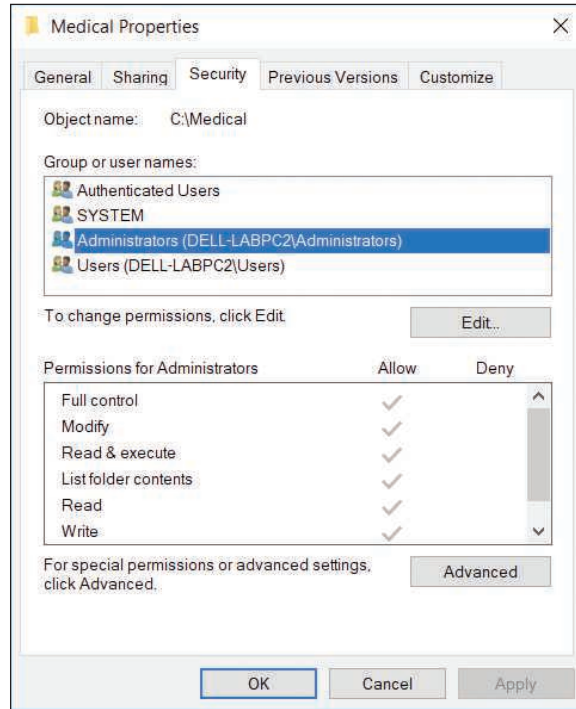 Medical Properties
General Sharing Security Previous Versions Customize
Object name: C:\Medical
Group or user names:
Authenticated Users
SYSTEM
Administrators (DELL-LABPC2\Administrators)
Users (DELL-LABPC2\Users)
To change permissions, click Edit.
Edit...
Permissions for Administrators Allow Deny
Full control
Modify
Read & execute
List folder contents
Read
Write
For special permissions or advanced settings,
click Advanced.
Advanced
OK Cancel Apply